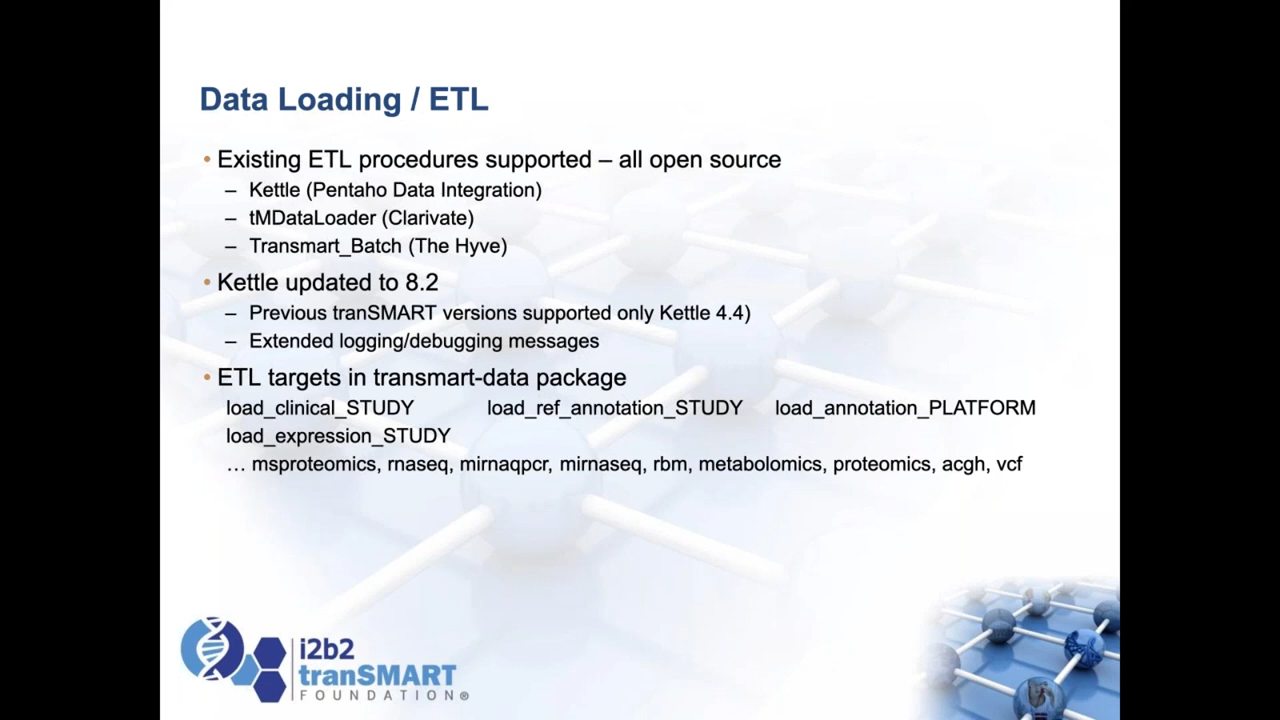 Data Loading / ETL
• Existing ETL procedures supported – all open source
– Kettle (Pentaho Data Integration)
– tMDataLoader (Clarivate)
– Transmart_Batch (The Hyve)
• Kettle updated to 8.2
– Previous tranSMART versions supported only Kettle 4.4)
– Extended logging/debugging messages
• ETL targets in transmart-data package
load_clinical_STUDY load_ref_annotation_STUDY load_annotation_PLATFORM
load_expression_STUDY
… msproteomics, rnaseq, mirnaqpcr, mirnaseq, rbm, metabolomics, proteomics, acgh, vcf
i2b2
tranSMART
FOUNDATION®